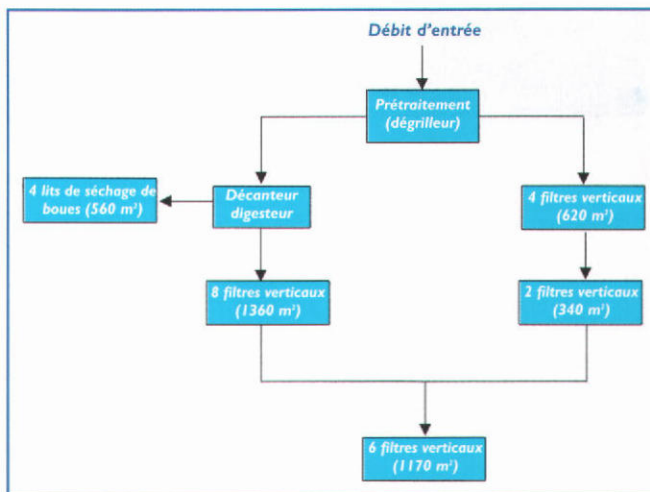 Débit d'entrée
Prétraitement
(dégrilleur)
4 lits de séchage de
boues (560 m²)
Décanteur
digesteur
4 filtres verticaux
(620 m²)
8 filtres verticaux
(1360 m²)
2 filtres verticaux
(340 m²)
6 filtres verticaux
(1170 m²)